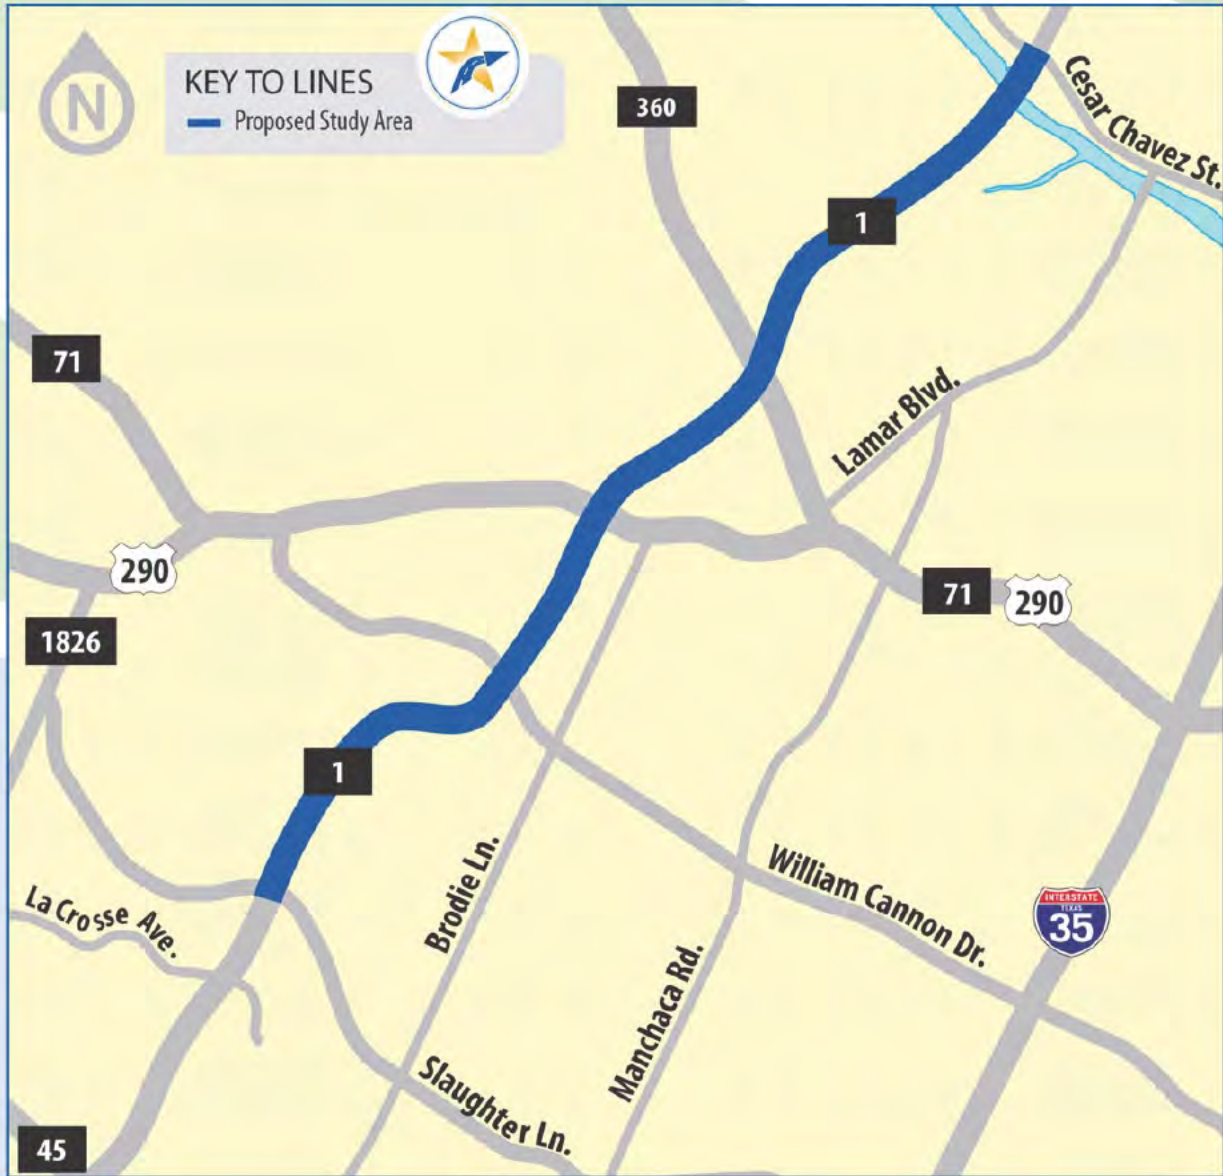 N
KEY TO LINES
Proposed Study Area
360
Cesar Chavez St.
1
71
Lamar Blvd.
290
71
290
1826
1
La Crosse Ave.
Brodie Ln.
William Cannon Dr.
INTERSTATE
TEXAS
35
Manchaca Rd.
Slaughter Ln.
45